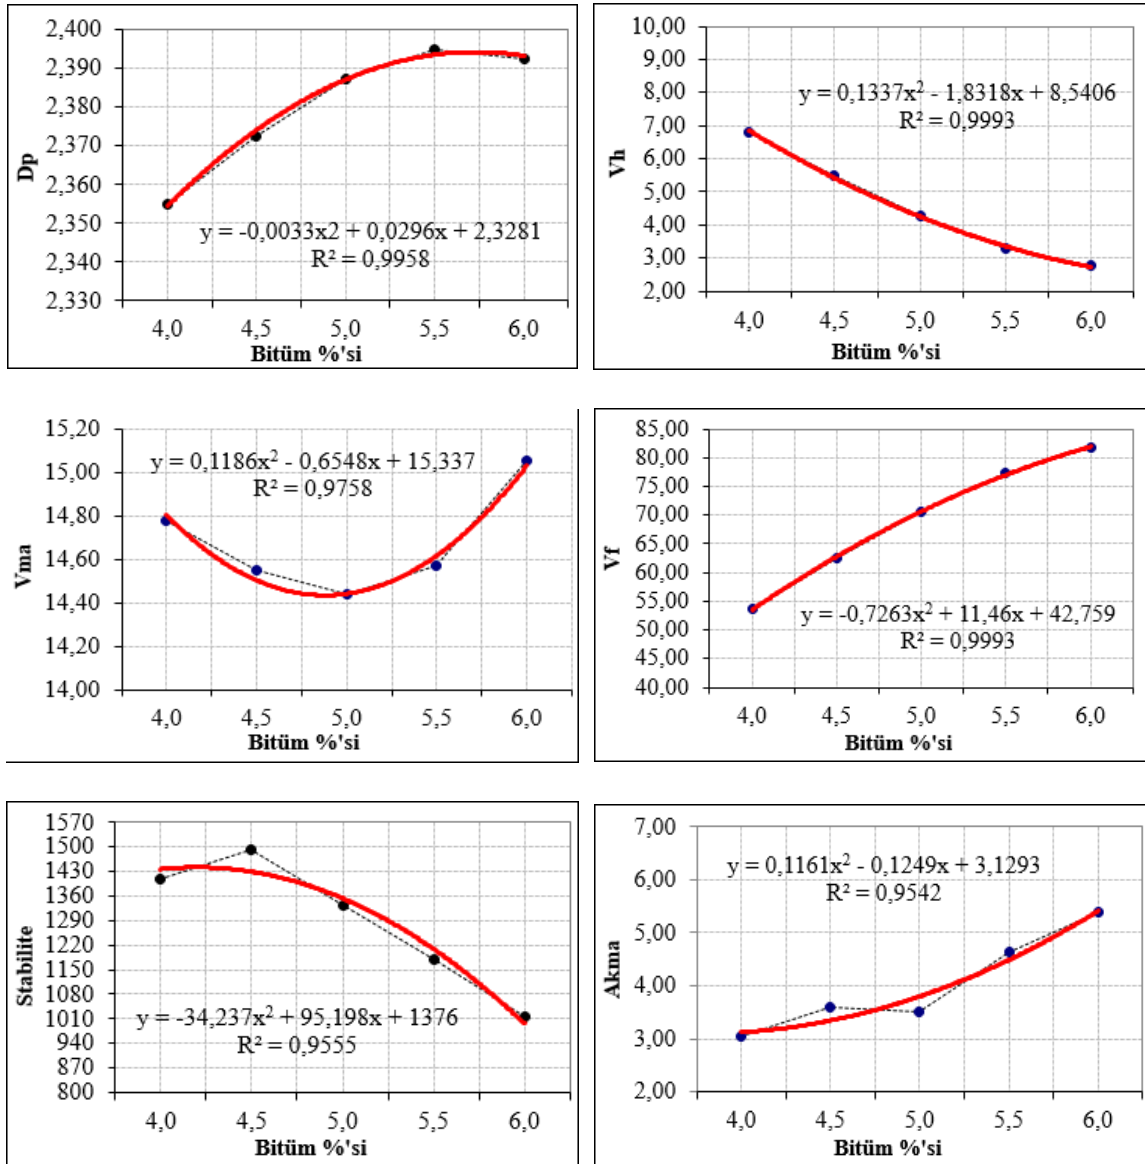 2,400
2,390
2,380
2,370
2,360
2,350
2,340
2,330
Dp
y = -0,0033x2 + 0,0296x + 2,3281
R² = 0,9958
4,0 4,5 5,0 5,5 6,0
Bitüm %'si
10,00
9,00
8,00
7,00
6,00
5,00
4,00
3,00
2,00
Vh
y = 0,1337x² - 1,8318x + 8,5406
R² = 0,9993
4,0 4,5 5,0 5,5 6,0
Bitüm %'si
15,20
15,00
14,80
14,60
14,40
14,20
14,00
Vma
y = 0,1186x² - 0,6548x + 15,337
R² = 0,9758
4,0 4,5 5,0 5,5 6,0
Bitüm %'si
85,00
80,00
75,00
70,00
65,00
60,00
55,00
50,00
45,00
40,00
Vf
y = -0,7263x² + 11,46x + 42,759
R² = 0,9993
4,0 4,5 5,0 5,5 6,0
Bitüm %'si
1570
1500
1430
1360
1290
1220
1150
1080
1010
940
870
800
Stabilite
y = -34,237x² + 95,198x + 1376
R² = 0,9555
4,0 4,5 5,0 5,5 6,0
Bitüm %'si
7,00
6,00
5,00
4,00
3,00
2,00
Akma
y = 0,1161x² - 0,1249x + 3,1293
R² = 0,9542
4,0 4,5 5,0 5,5 6,0
Bitüm %'si